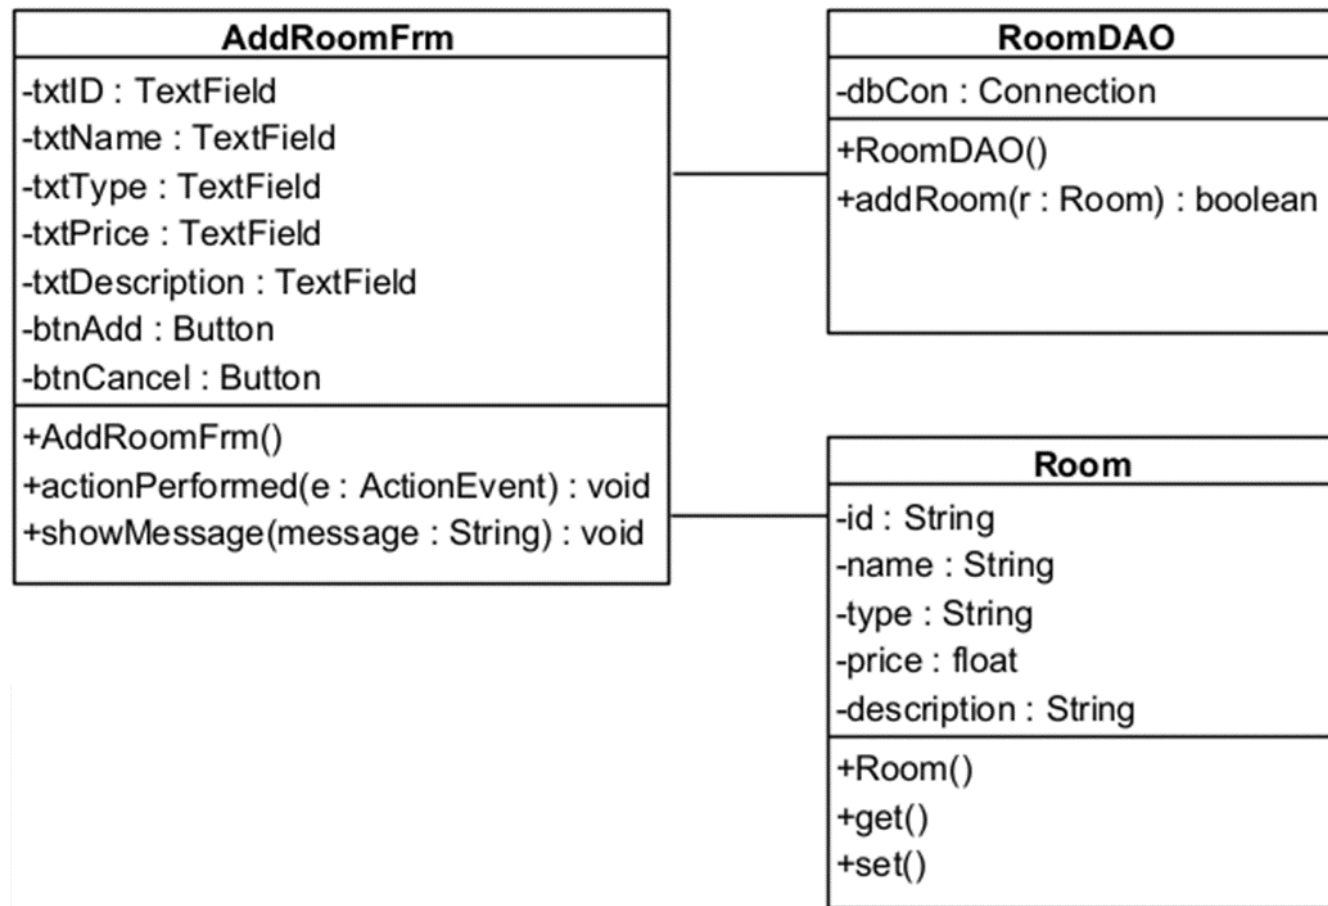 AddRoomFrm
-txtID : TextField
-txtName : TextField
-txtType : TextField
-txtPrice : TextField
-txtDescription : TextField
-btnAdd : Button
-btnCancel : Button
+AddRoomFrm()
+actionPerformed(e : ActionEvent) : void
+showMessage(message : String) : void
RoomDAO
-dbCon : Connection
+RoomDAO()
+addRoom(r : Room) : boolean
Room
-id : String
-name : String
-type : String
-price : float
-description : String
+Room()
+get()
+set()